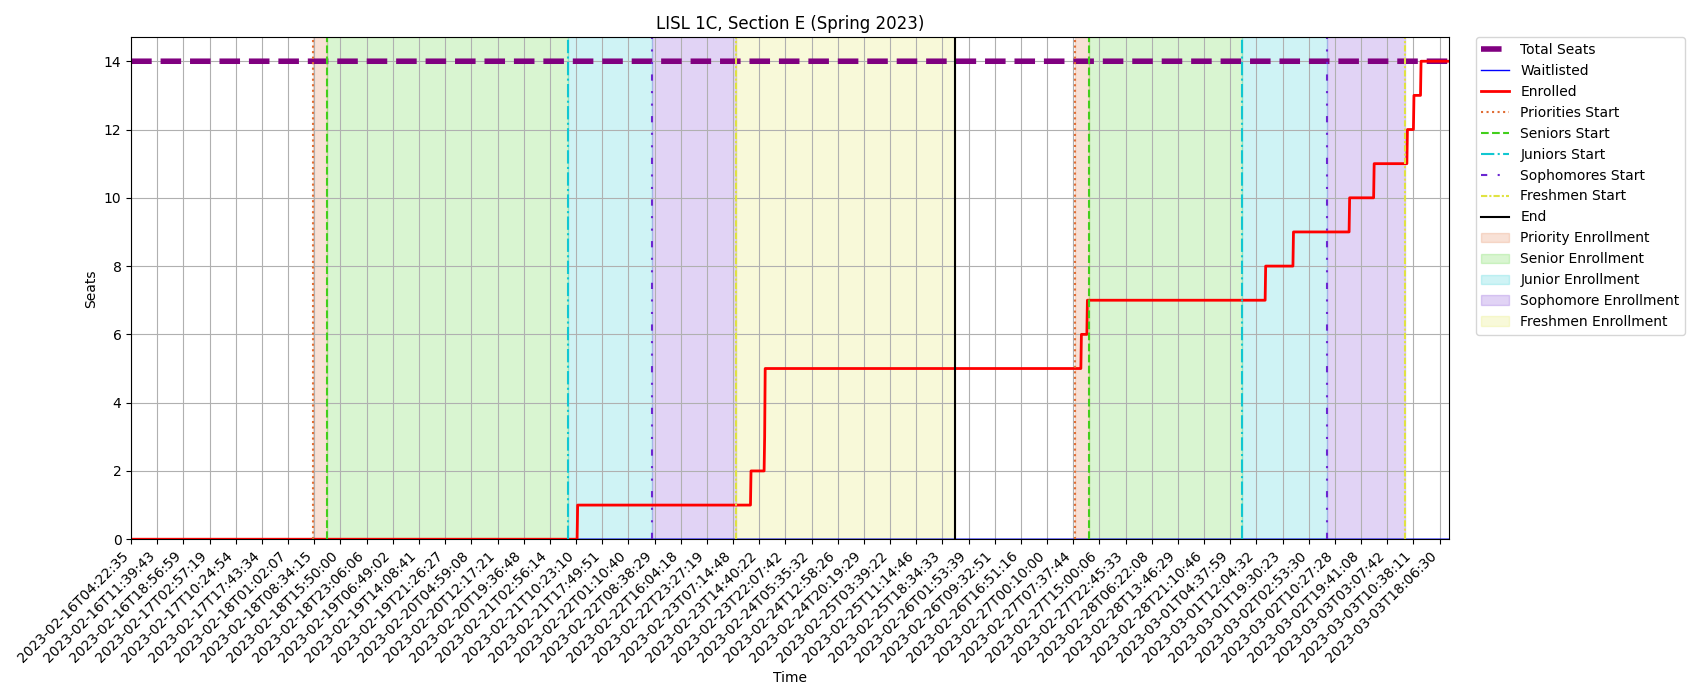 LISL 1C, Section E (Spring 2023)
Total Seats
Waitlisted
Enrolled
Priorities Start
Seniors Start
Juniors Start
Sophomores Start
Freshmen Start
End
Priority Enrollment
Senior Enrollment
Junior Enrollment
Sophomore Enrollment
Freshmen Enrollment
Seats
14
12
10
8
6
4
2
0
2023-02-16T04:22:35
2023-02-16T11:39:43
2023-02-16T18:56:59
2023-02-17T02:57:19
2023-02-17T10:24:54
2023-02-17T17:43:34
2023-02-18T01:02:07
2023-02-18T08:34:15
2023-02-18T15:50:00
2023-02-18T23:06:06
2023-02-19T06:49:02
2023-02-19T14:08:41
2023-02-19T21:26:27
2023-02-20T04:59:08
2023-02-20T12:17:21
2023-02-20T19:36:48
2023-02-21T02:56:14
2023-02-21T10:23:10
2023-02-21T17:49:51
2023-02-22T01:10:40
2023-02-22T08:38:29
2023-02-22T16:04:18
2023-02-22T23:27:19
2023-02-23T07:14:48
2023-02-23T14:40:22
2023-02-23T22:07:42
2023-02-24T05:35:32
2023-02-24T12:58:26
2023-02-24T20:19:29
2023-02-25T03:39:22
2023-02-25T11:14:46
2023-02-25T18:34:33
2023-02-26T01:53:39
2023-02-26T09:32:51
2023-02-26T16:51:16
2023-02-27T00:10:00
2023-02-27T07:37:44
2023-02-27T15:00:06
2023-02-27T22:45:33
2023-02-28T06:22:08
2023-02-28T13:46:29
2023-02-28T21:10:46
2023-03-01T04:37:59
2023-03-01T12:04:32
2023-03-01T19:30:23
2023-03-02T02:53:30
2023-03-02T10:27:28
2023-03-02T19:41:08
2023-03-03T03:07:42
2023-03-03T10:38:11
2023-03-03T18:06:30
Time